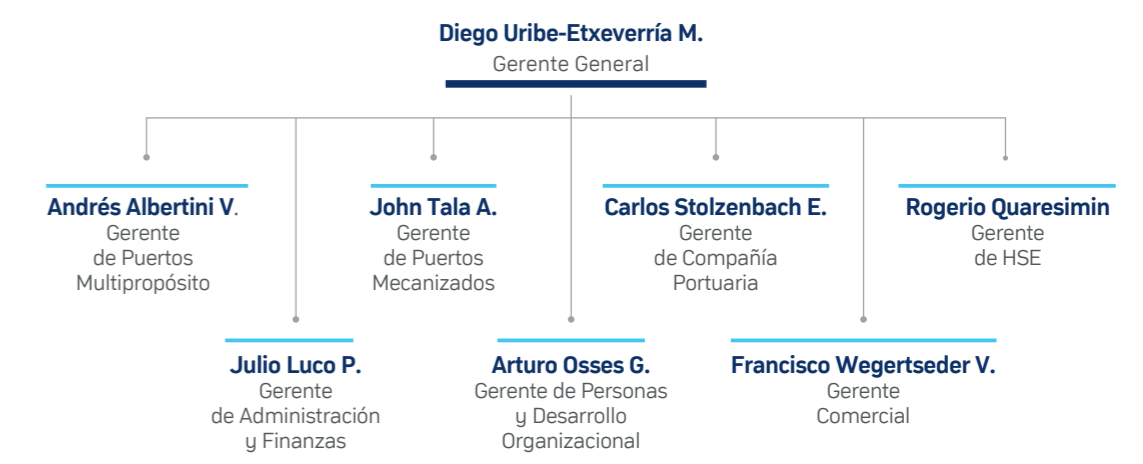 Diego Uribe-Etxeverría M.
Gerente General
Andrés Albertini V.
Gerente
de Puertos
Multipropósito
John Tala A.
Gerente
de Puertos
Mecanizados
Carlos Stolzenbach E.
Gerente
de Compañía
Portuaria
Rogerio Quaresimin
Gerente
de HSE
Julio Luco P.
Gerente
de Administración
y Finanzas
Arturo Osses G.
Gerente de Personas
y Desarrollo
Organizacional
Francisco Wegertseder V.
Gerente
Comercial